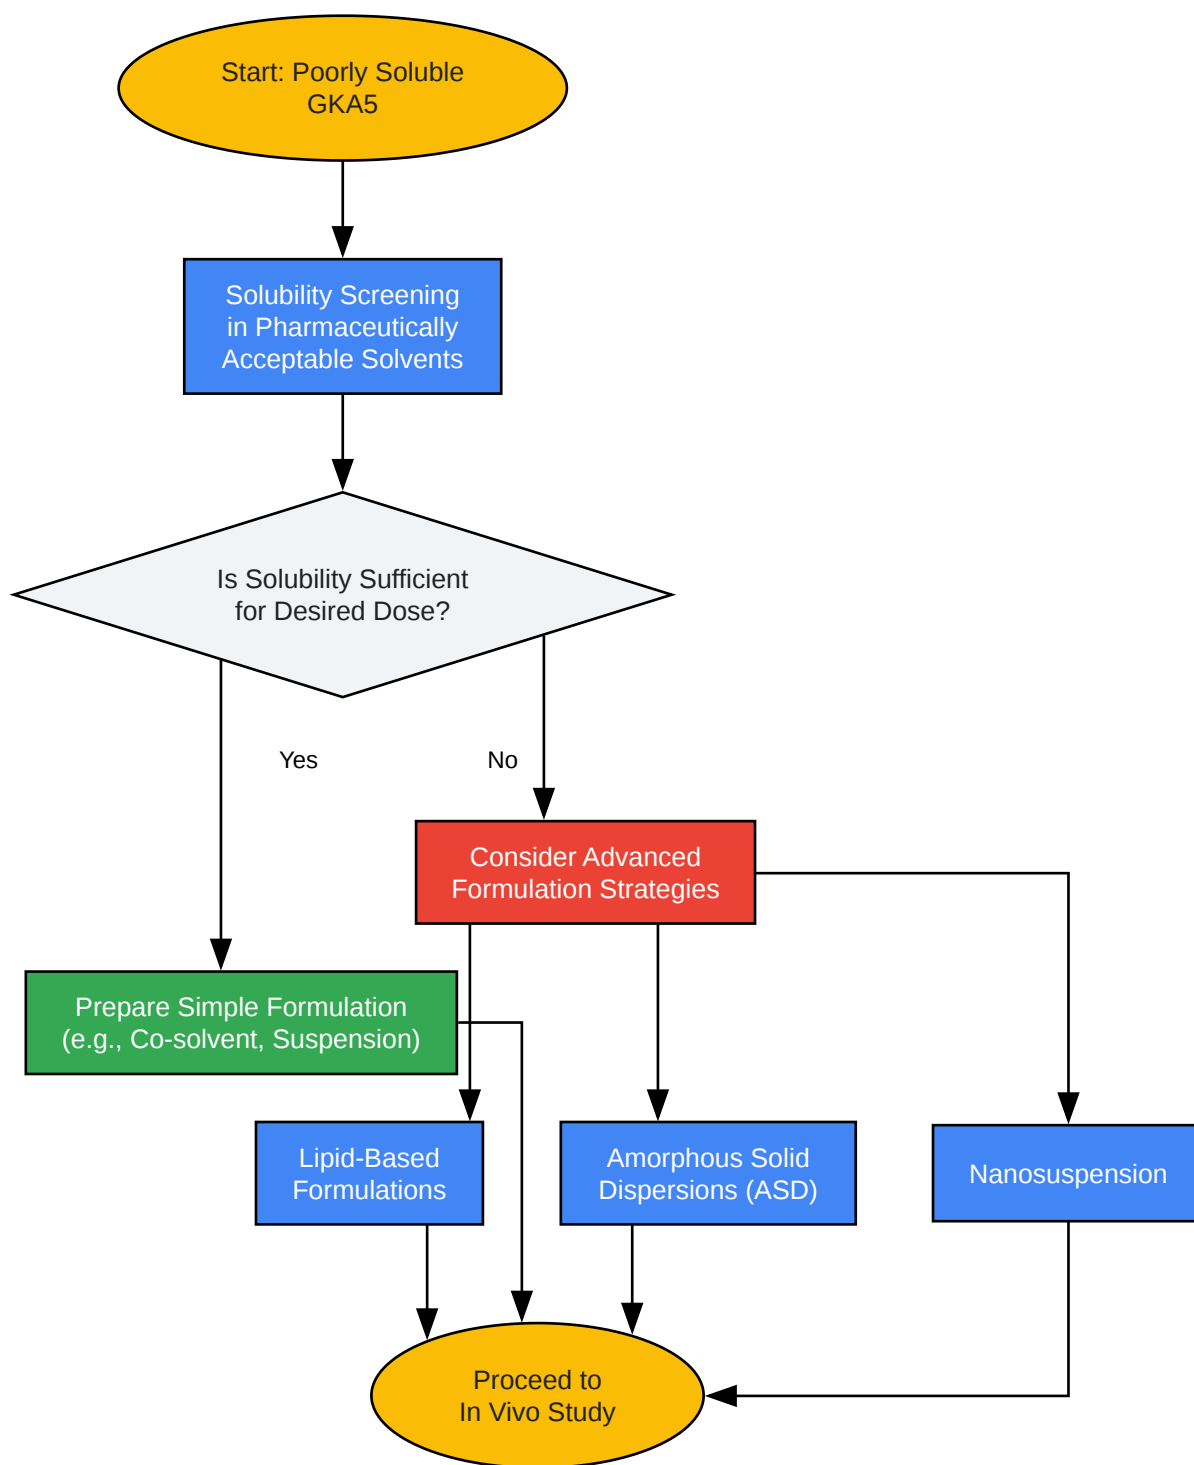 Start: Poorly Soluble
GKA5
Solubility Screening
in Pharmaceutically
Acceptable Solvents
Is Solubility Sufficient
for Desired Dose?
Yes
No
Consider Advanced
Formulation Strategies
Prepare Simple Formulation
(e.g., Co-solvent, Suspension)
Lipid-Based
Formulations
Amorphous Solid
Dispersions (ASD)
Nanosuspension
Proceed to
In Vivo Study